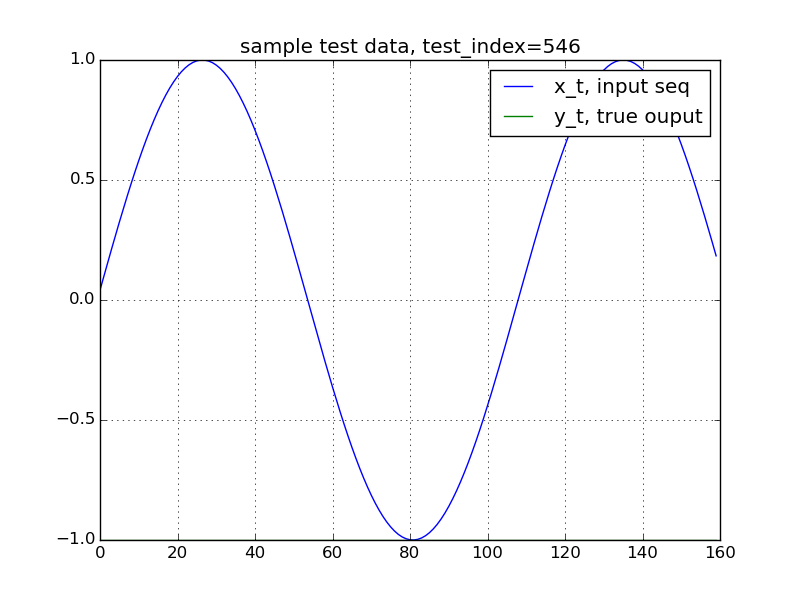 sample test data, test_index=546
x_t, input seq
y_t, true ouput
1.0
0.5
0.0
−0.5
−1.0
0 20 40 60 80 100 120 140 160